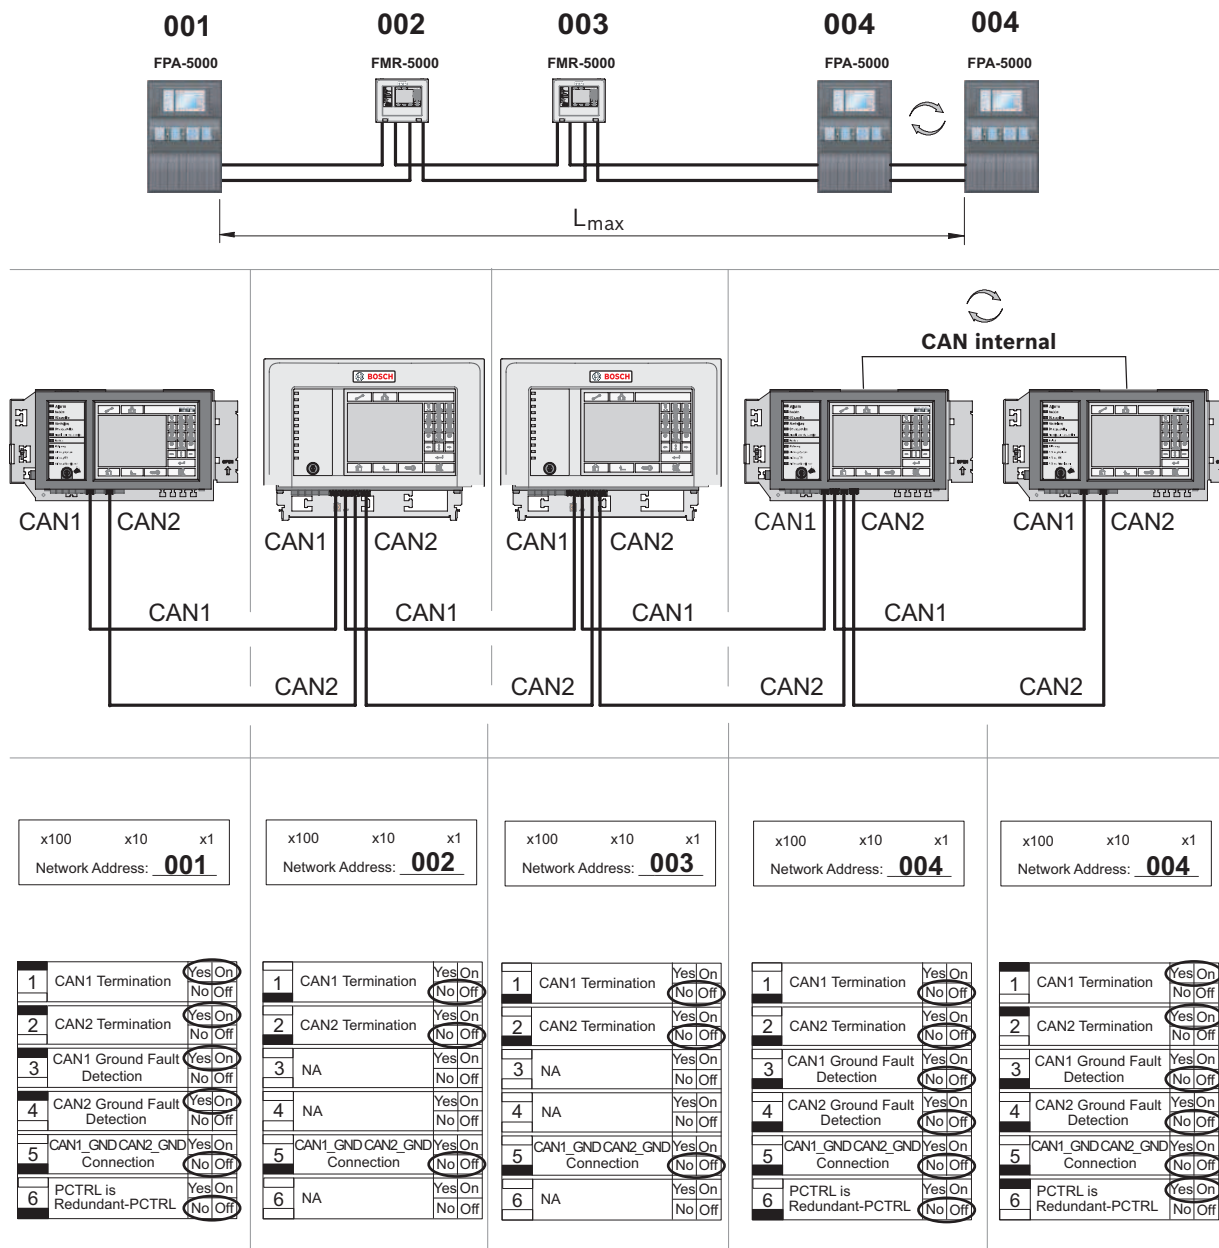 001 002 003 004 004
FPA-5000 FMR-5000 FMR-5000 FPA-5000 FPA-5000
Lmax
CAN internal
BOSCH BOSCH
CAN1 CAN2 CAN1 CAN2 CAN1 CAN2 CAN1 CAN2 CAN1 CAN2
CAN1 CAN1 CAN1 CAN1
CAN2 CAN2 CAN2 CAN2
x100 x10 x1
Network Address: 001
x100 x10 x1
Network Address: 002
x100 x10 x1
Network Address: 003
x100 x10 x1
Network Address: 004
x100 x10 x1
Network Address: 004
1 CAN1 Termination Yes On
No Off
2 CAN2 Termination Yes On
No Off
3 CAN1 Ground Fault Yes On
Detection No Off
4 CAN2 Ground Fault Yes On
Detection No Off
5 CAN1_GND CAN2_GND Yes On
Connection No Off
6 PCTRL is Yes On
Redundant-PCTRL No Off
1 CAN1 Termination Yes On
No Off
2 CAN2 Termination Yes On
No Off
3 NA Yes On
No Off
4 NA Yes On
No Off
5 CAN1_GND CAN2_GND Yes On
Connection No Off
6 NA Yes On
No Off
1 CAN1 Termination Yes On
No Off
2 CAN2 Termination Yes On
No Off
3 NA Yes On
No Off
4 NA Yes On
No Off
5 CAN1_GND CAN2_GND Yes On
Connection No Off
6 NA Yes On
No Off
1 CAN1 Termination Yes On
No Off
2 CAN2 Termination Yes On
No Off
3 CAN1 Ground Fault Yes On
Detection No Off
4 CAN2 Ground Fault Yes On
Detection No Off
5 CAN1_GND CAN2_GND Yes On
Connection No Off
6 PCTRL is Yes On
Redundant-PCTRL No Off
1 CAN1 Termination Yes On
No Off
2 CAN2 Termination Yes On
No Off
3 CAN1 Ground Fault Yes On
Detection No Off
4 CAN2 Ground Fault Yes On
Detection No Off
5 CAN1_GND CAN2_GND Yes On
Connection No Off
6 PCTRL is Yes On
Redundant-PCTRL No Off